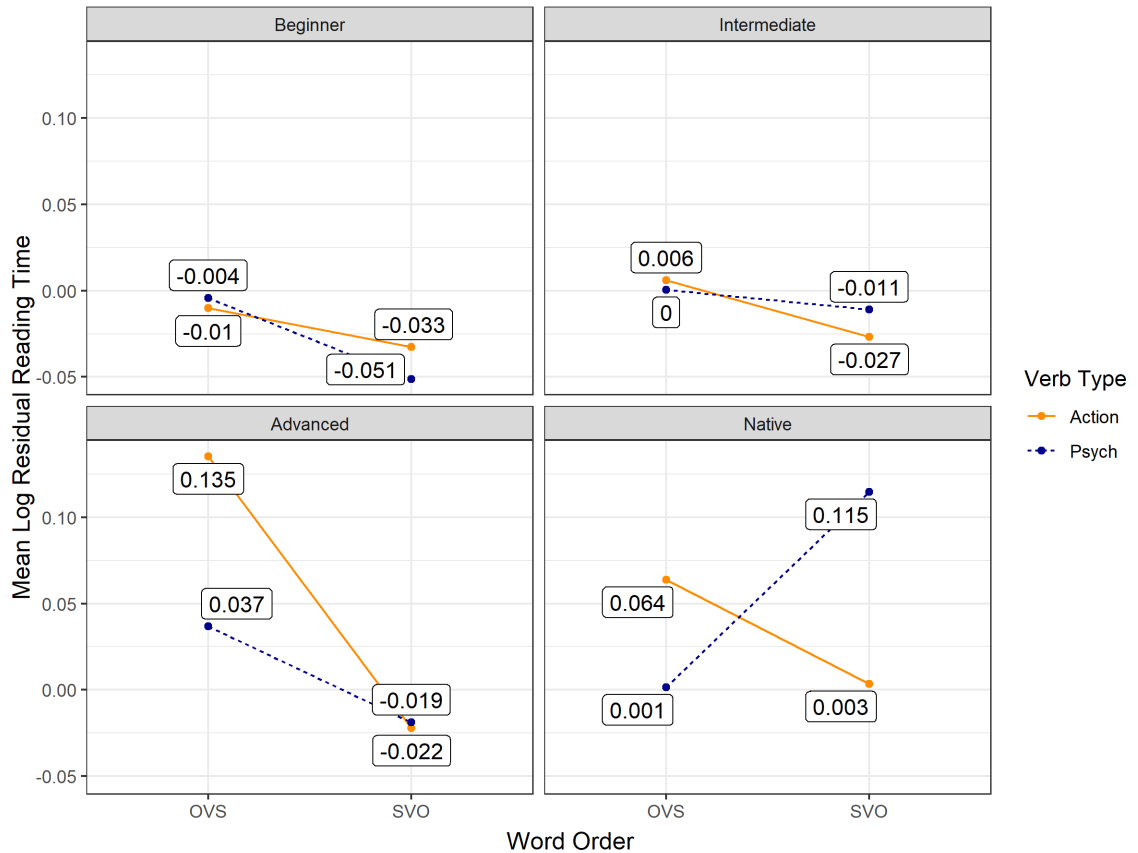 Beginner
Intermediate
0.10
0.05
0.00
-0.05
-0.004
-0.01
-0.033
-0.051
0.006
0
-0.011
-0.027
Mean Log Residual Reading Time
Advanced
Native
0.10
0.05
0.00
-0.05
0.135
0.037
-0.019
-0.022
0.115
0.064
0.001
0.003
OVS
SVO
OVS
SVO
Word Order
Verb Type
Action
Psych